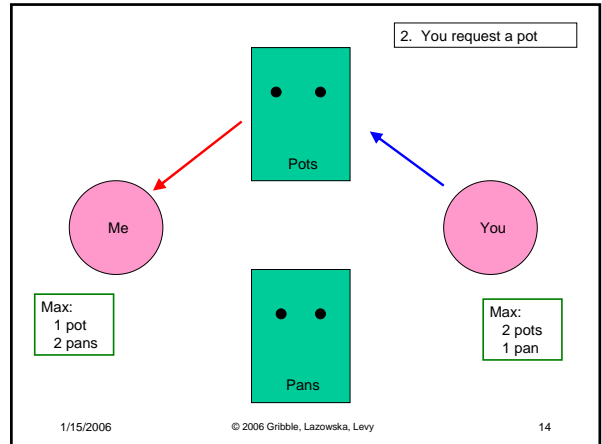 2. You request a pot
Pots
Me
You
Max:
1 pot
2 pans
Max:
2 pots
1 pan
Pans
1/15/2006
© 2006 Gribble, Lazowska, Levy
14